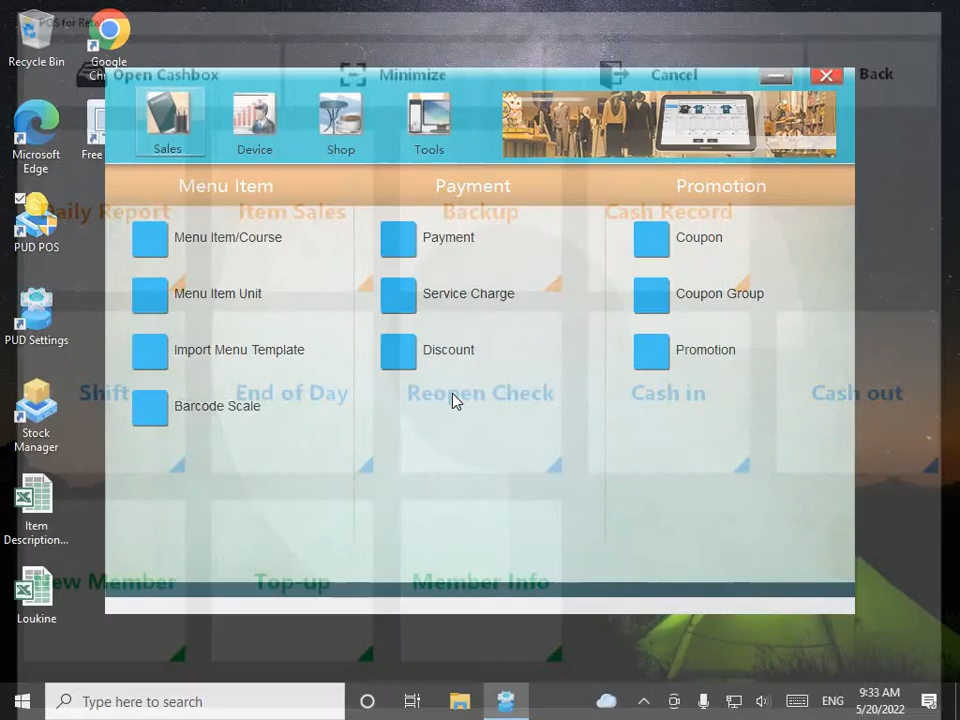 POS for Reta
Recycle Bin
Google
Chr
Open Cashbox
Minimize
Cancel
Back
Microsoft
Edge
Free
Sales
Device
Shop
Tools
Menu Item
Payment
Promotion
Daily Report
Item Sales
Backup
Cash Record
PUD POS
Menu Item/Course
Payment
Coupon
Menu Item Unit
Service Charge
Coupon Group
PUD Settings
Import Menu Template
Discount
Promotion
Shift
End of Day
Reopen Check
Cash in
Cash out
Barcode Scale
Stock
Manager
Item
Description...
New Member
Top-up
Member Info
Loukine
Type here to search
ENG
9:33 AM
5/20/2022